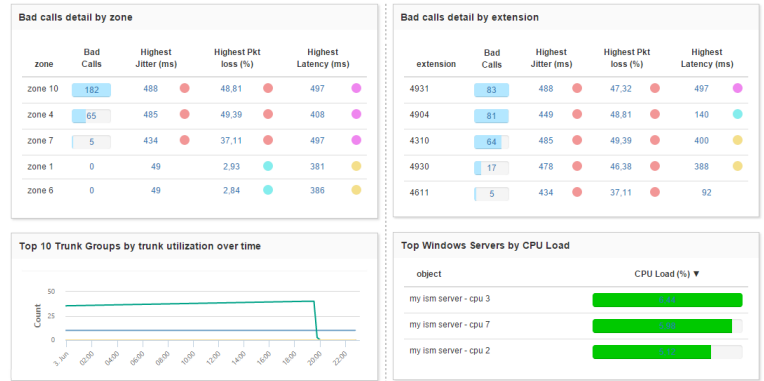 Bad calls detail by zone
zone Bad Calls Highest Jitter (ms) Highest Pkt loss (%) Highest Latency (ms)
zone 10 182 488 48,81 497
zone 4 65 485 49,39 408
zone 7 5 434 37,11 497
zone 1 0 49 2,93 381
zone 6 0 49 2,84 386
Bad calls detail by extension
extension Bad Calls Highest Jitter (ms) Highest Pkt loss (%) Highest Latency (ms)
4931 83 488 47,32 497
4904 81 449 48,81 140
4310 64 485 49,39 400
4930 17 478 46,38 388
4611 5 434 37,11 92
Top 10 Trunk Groups by trunk utilization over time
Count
50
25
0
3. Jun 02:00 04:00 06:00 08:00 10:00 12:00 14:00 16:00 18:00 20:00 22:00
Top Windows Servers by CPU Load
object CPU Load (%) ▼
my ism server - cpu 3
my ism server - cpu 7
my ism server - cpu 2